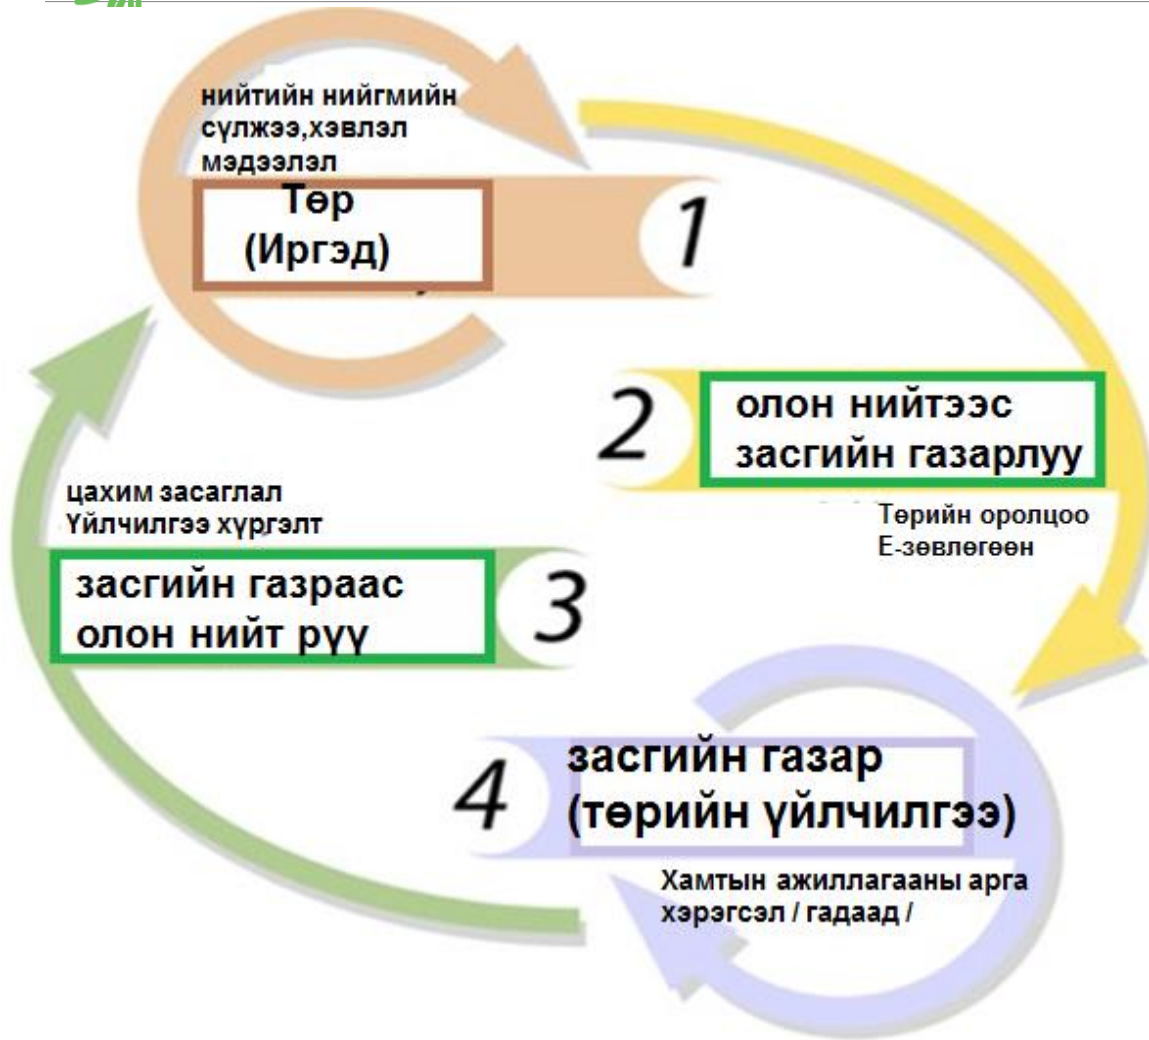 нийтийн нийгмийн
сүлжээ,хэвлэл
мэдээлэл
Төр
(Иргэд)
1
2
олон нийтээс
засгийн газарлуу
Төрийн оролцоо
Е-зөвлөгөөн
цахим засаглал
Үйлчилгээ хүргэлт
засгийн газраас
олон нийт рүү
3
4
засгийн газар
(төрийн үйлчилгээ)
Хамтын ажиллагааны арга
хэрэгсэл / гадаад /